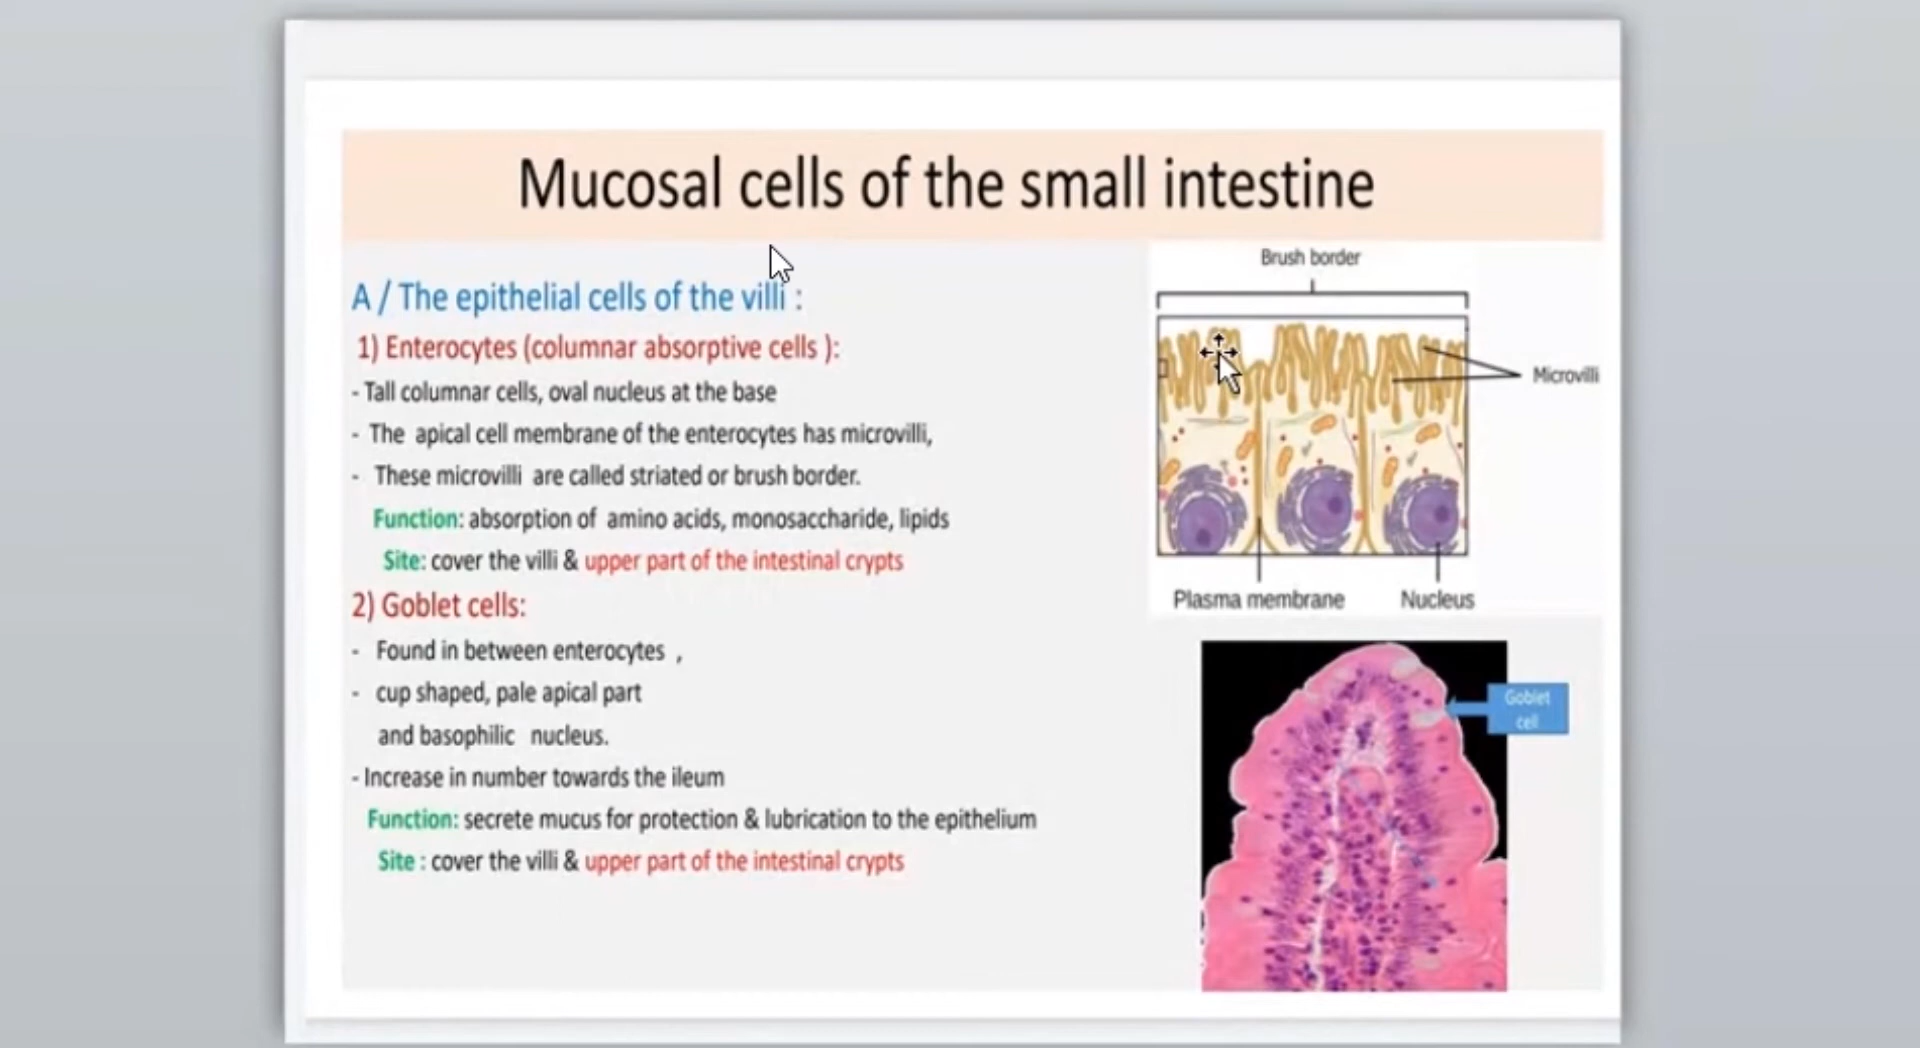 Mucosal cells of the small intestine
A / The epithelial cells of the villi :
1) Enterocytes (columnar absorptive cells ):
- Tall columnar cells, oval nucleus at the base
- The apical cell membrane of the enterocytes has microvilli,
- These microvilli are called striated or brush border.
Function: absorption of amino acids, monosaccharide, lipids
Site: cover the villi & upper part of the intestinal crypts
2) Goblet cells:
- Found in between enterocytes ,
- cup shaped, pale apical part
and basophilic nucleus.
- Increase in number towards the ileum
Function: secrete mucus for protection & lubrication to the epithelium
Site : cover the villi & upper part of the intestinal crypts
Brush border
Microvilli
Plasma membrane
Nucleus
Goblet
cell